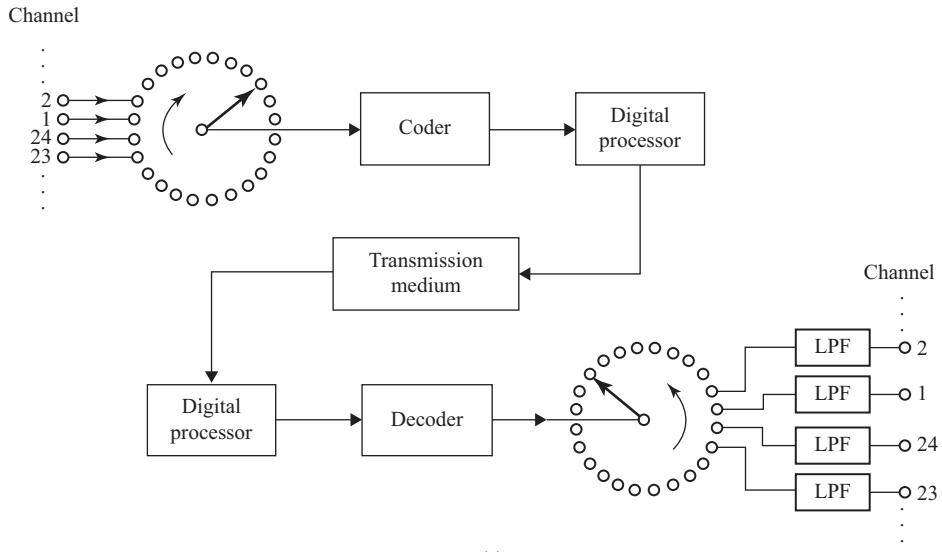 Channel
2
1
24
23
Coder
Digital
processor
Transmission
medium
Channel
LPF
2
LPF
1
LPF
24
LPF
23
Digital
processor
Decoder